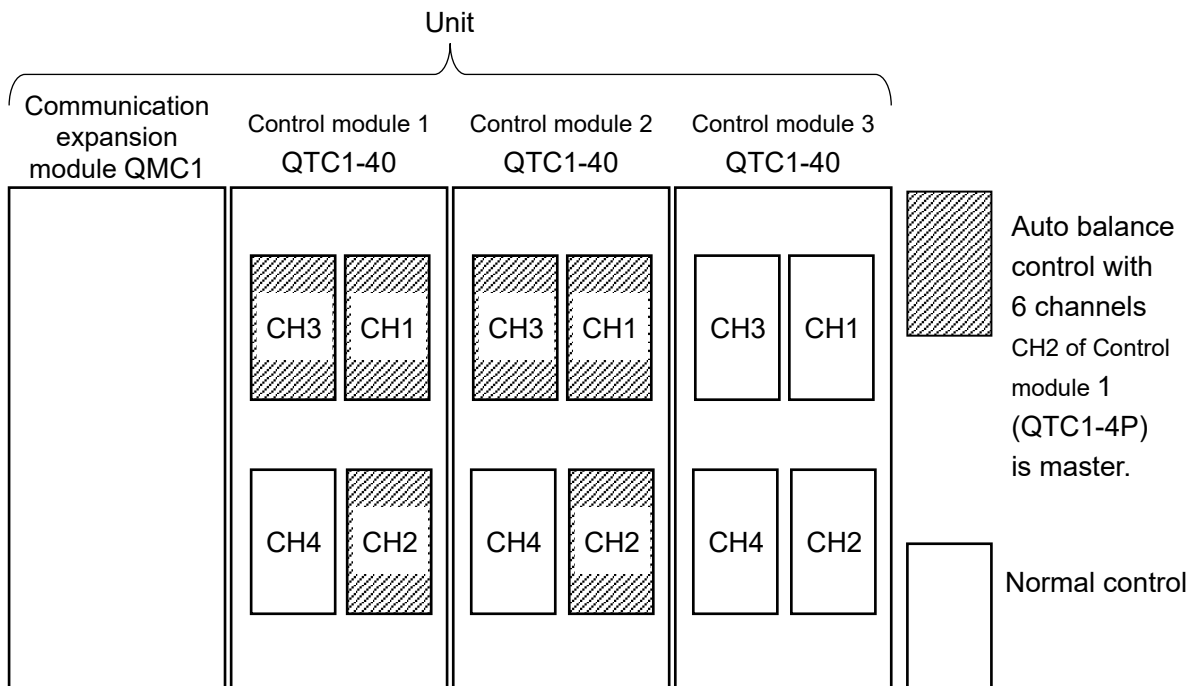 Unit
Communication
expansion
module QMC1
Control module 1
QTC1-40
Control module 2
QTC1-40
Control module 3
QTC1-40
CH3 CH1
CH3 CH1
CH3 CH1
CH4 CH2
CH4 CH2
CH4 CH2
Auto balance
control with
6 channels
CH2 of Control
module 1
(QTC1-4P)
is master.
Normal control